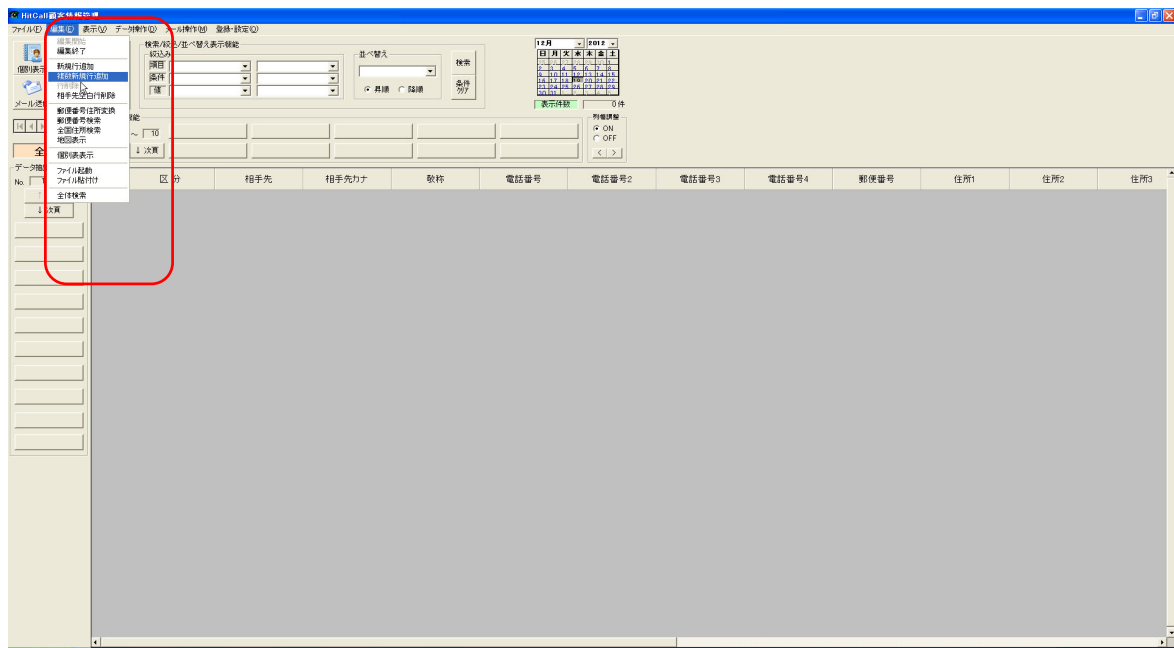 HitCall顧客情報管理
ファイル(F) 編集(E) 表示(V) データ操作(D) メール操作(M) 登録・設定(O)
編集開始
編集終了
新規行追加
複数新規行追加
行削除
相手先空白行削除
郵便番号住所変換
郵便番号検索
全国住所検索
地図表示
個別表表示
ファイル起動
ファイル貼付け
全体検索
個別表示
メール送
検索/絞込/並べ替え表示機能
絞込み
項目
条件
値
並べ替え
昇順 降順
検索
条件
クリア
12月 2012
日 月 火 水 木 金 土
表示件数 0 件
列幅調整
ON
OFF
< >
～ 10
↓ 次頁
全
データ抽
No.
↓ 次頁
区分 相手先 相手先カナ 敬称 電話番号 電話番号2 電話番号3 電話番号4 郵便番号 住所1 住所2 住所3